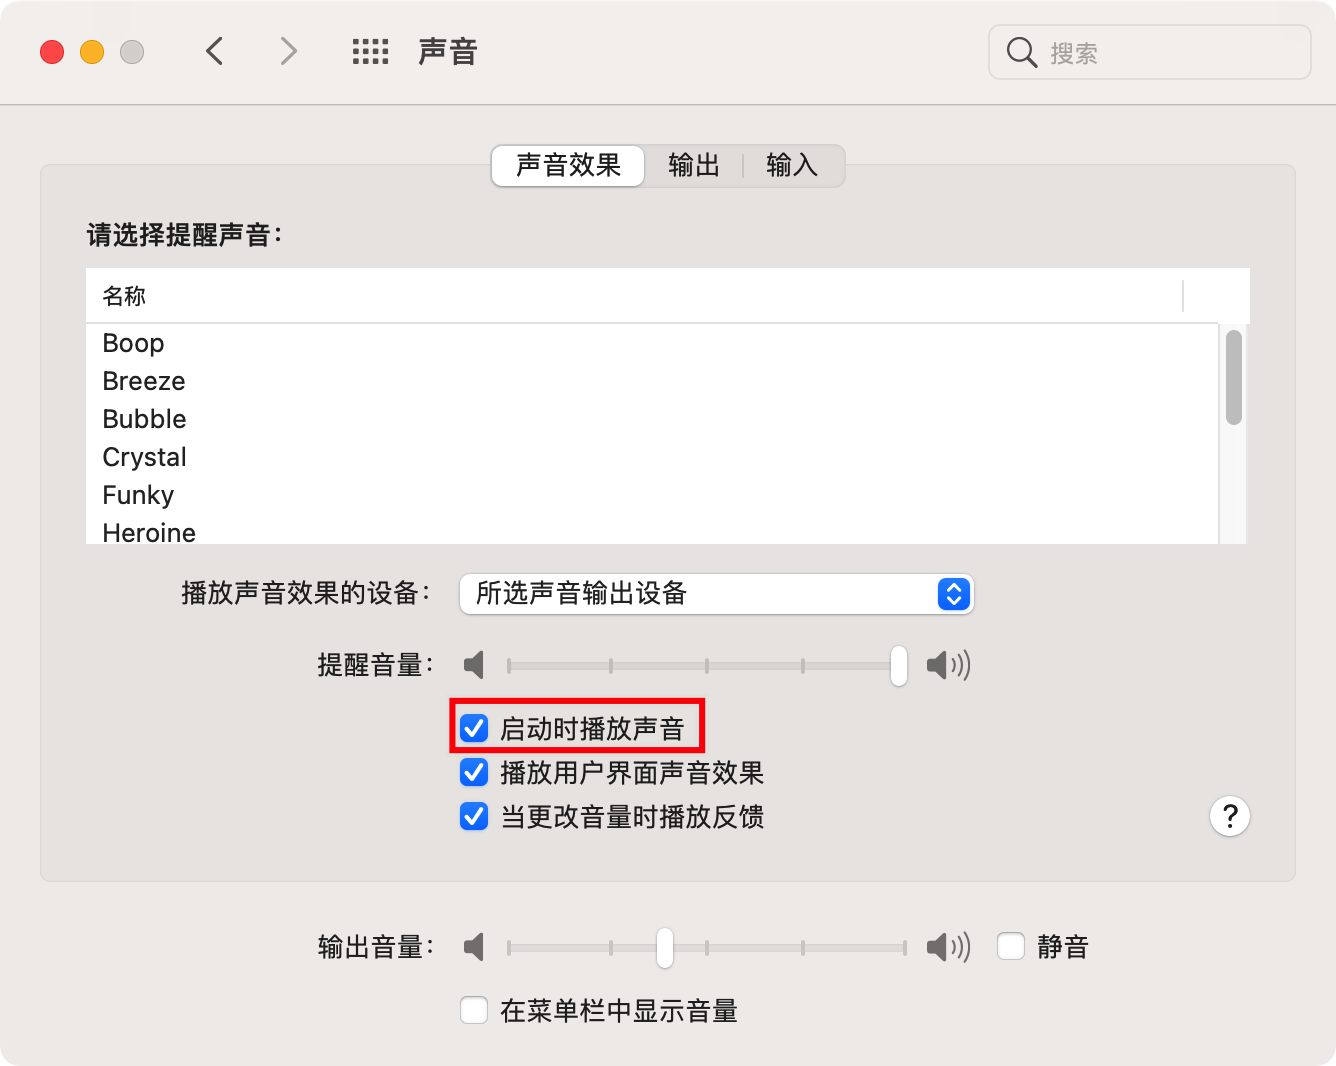 声音
搜索
声音效果 输出 输入
请选择提醒声音：
名称
Boop
Breeze
Bubble
Crystal
Funky
Heroine
播放声音效果的设备： 所选声音输出设备
提醒音量：
启动时播放声音
播放用户界面声音效果
当更改音量时播放反馈
?
输出音量： 静音
在菜单栏中显示音量